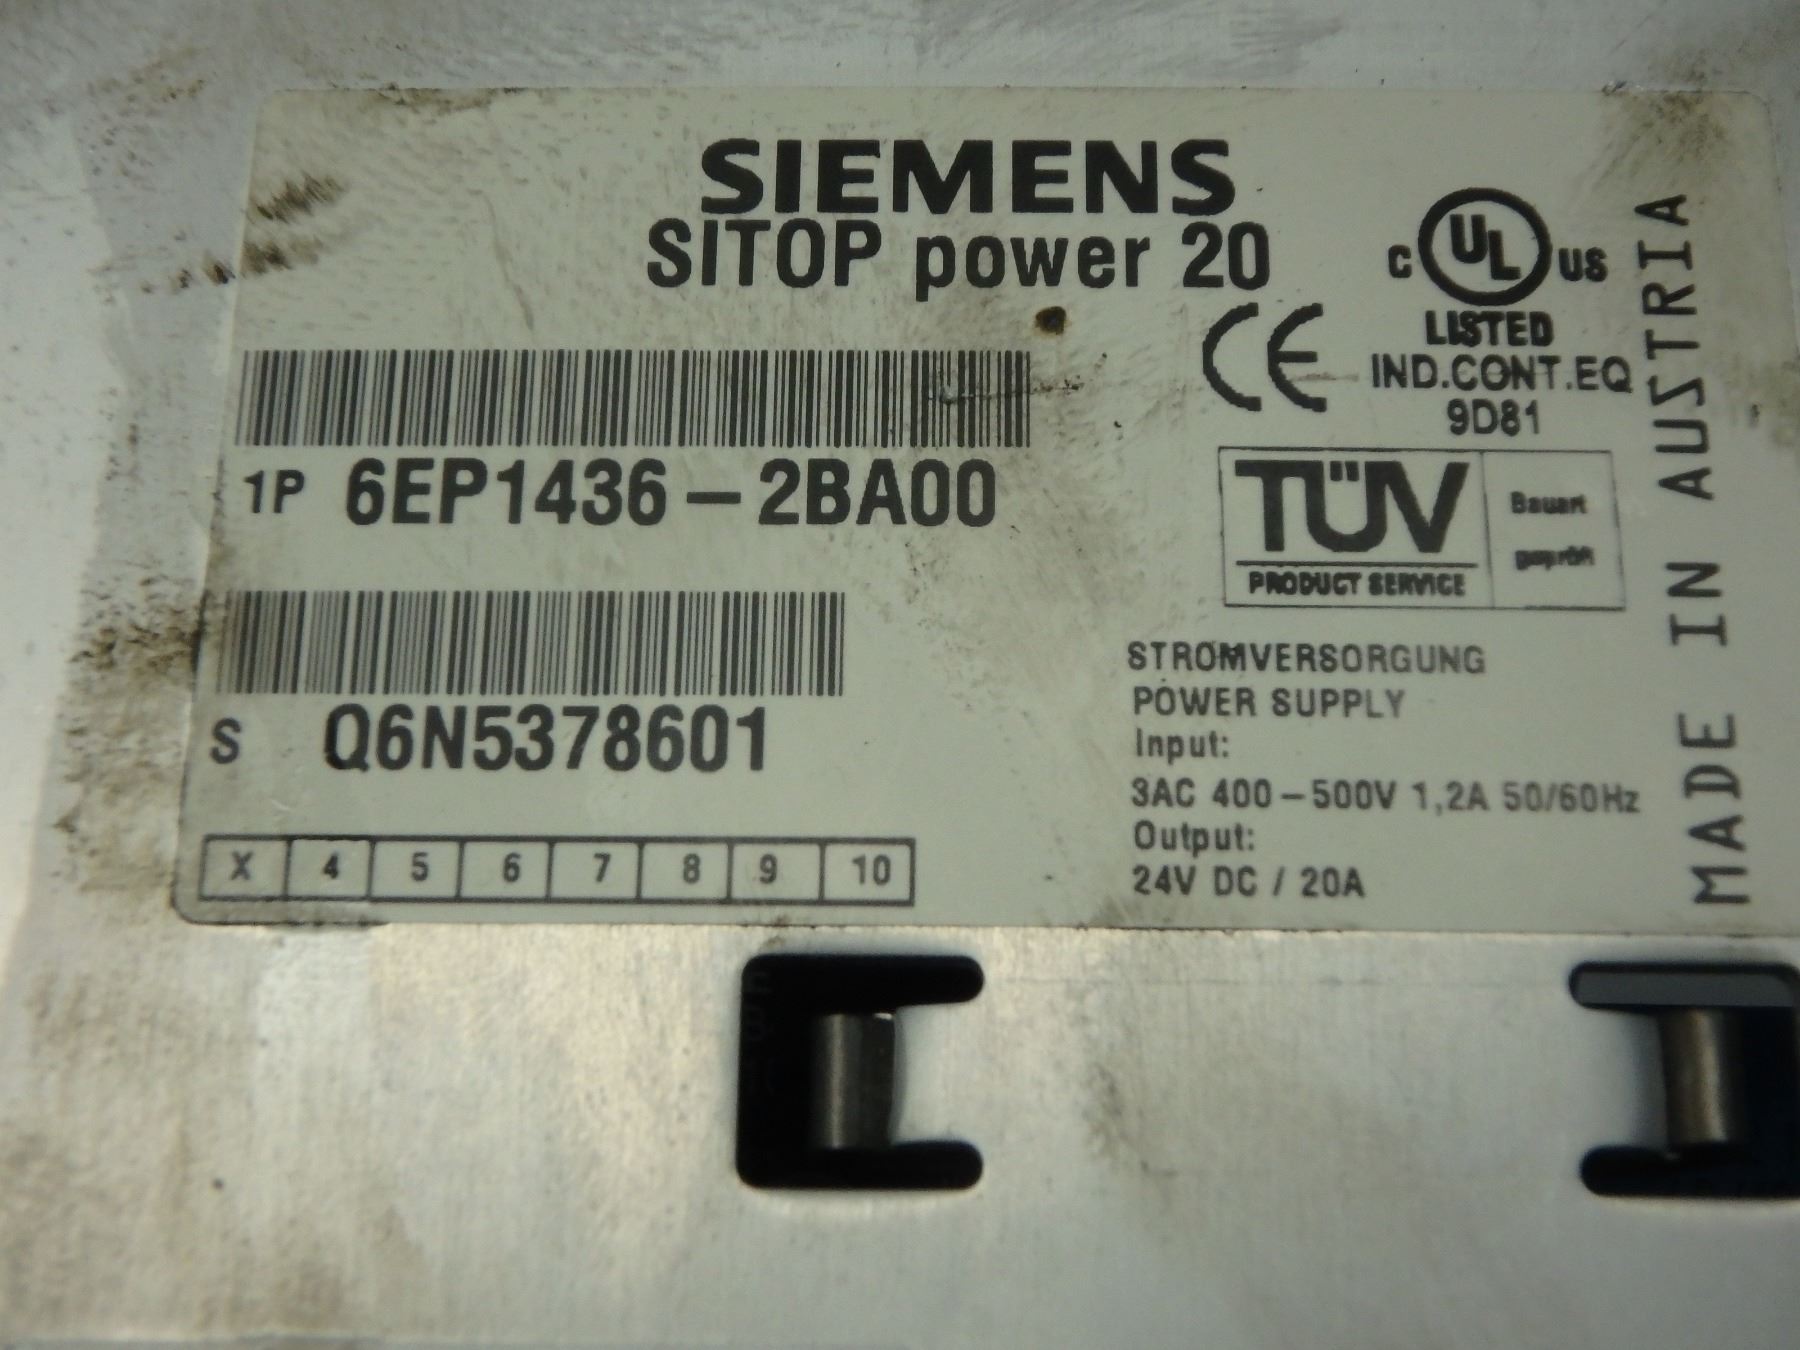 SIEMENS
SITOP power 20
C UL US
LISTED
IND.CONT.EQ
9D81
CE
1P 6EP1436-2BA00
TÜV
PRODUCT SERVICE
Bauart
geprüft
S Q6N5378601
STROMVERSORGUNG
POWER SUPPLY
Input:
3AC 400-500V 1,2A 50/60Hz
Output:
24V DC / 20A
X 4 5 6 7 8 9 10
MADE IN AUSTRIA